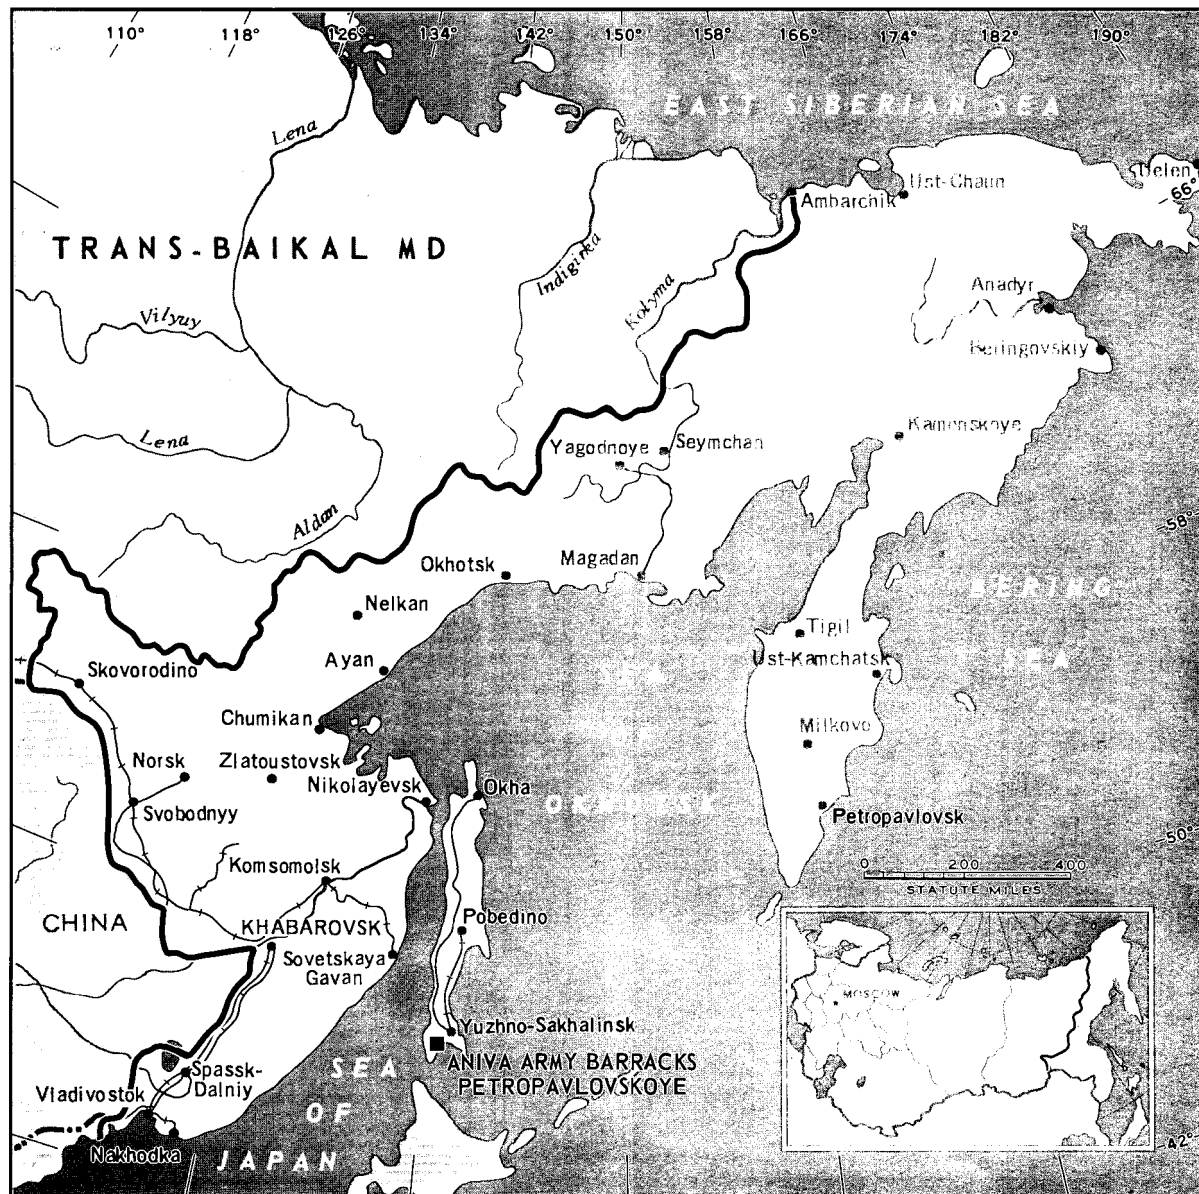 110° 118° 126° 134° 142° 150° 158° 166° 174° 182° 190°
EAST SIBERIAN SEA
Lena
Uelen
66°
Ust-Chaun
Ambarchik
TRANS-BAIKAL MD
Indigirka
Kolyma
Anadyr
Vilyuy
Beringovskiy
Lena
Kamenskoye
Yagodnoye
Seymchan
Aldan
58°
Okhotsk
Magadan
BERING
SEA
Nelkan
Tigil
Ayan
Ust-Kamchatsk
Skovorodino
SEA
Chumikan
Milkovo
Norsk
Zlatoustovsk
Nikolayevsk
Okha
OKHOTSK
Svobodnyy
Petropavlovsk
50°
Komsomolsk
0 200 400
STATUTE MILES
CHINA
KHABAROVSK
Pobedino
Sovetskaya
Gavan
MOSCOW
Yuzhno-Sakhalinsk
ANIVA ARMY BARRACKS
PETROPAVLOVSKOYE
SEA
OF
JAPAN
Spassk-
Dalniy
Vladivostok
Nakhodka
42°